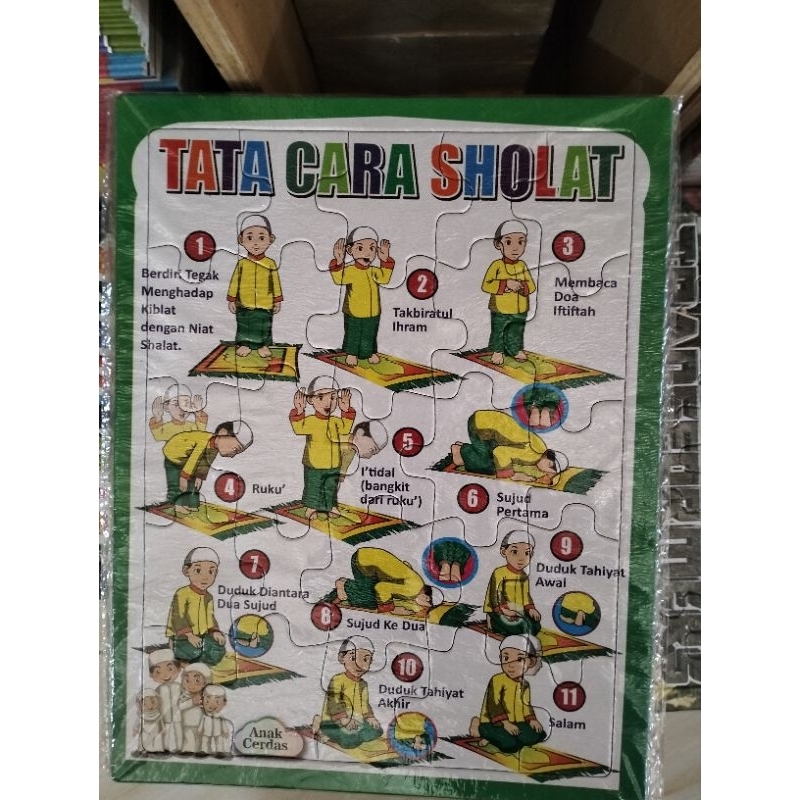 TATA CARA SHOLAT
1
Berdiri Tegak
Menghadap
Kiblat
dengan Niat
Shalat.
2
Takbiratul
Ihram
3
Membaca
Doa
Iftiftah
4
Ruku'
5
I'tidal
(bangkit
dari ruku')
6
Sujud
Pertama
7
Duduk Diantara
Dua Sujud
8
Sujud Ke Dua
9
Duduk Tahiyat
Awal
10
Duduk Tahiyat
Akhir
11
Salam
Anak
Cerdas